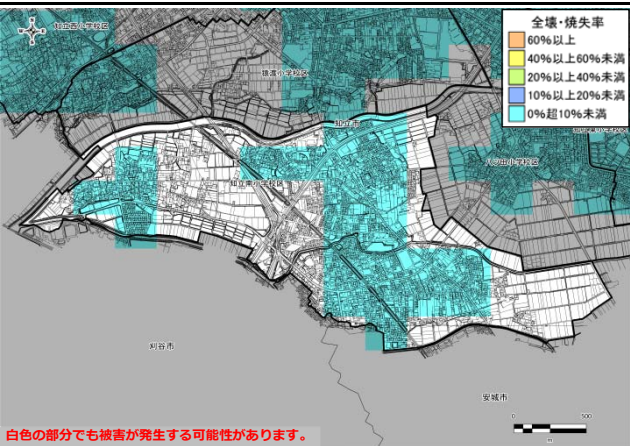 全壊・焼失率
60%以上
40%以上60%未満
20%以上40%未満
10%以上20%未満
0%超10%未満
知立西小学校区
猿渡小学校区
知立市
八ツ田小学校区
知立南小学校区
刈谷市
安城市
0 500
m
白色の部分でも被害が発生する可能性があります。